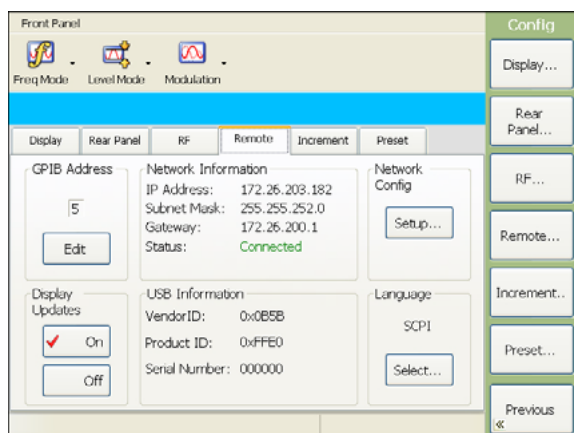 Front Panel
Config
Freq Mode
Level Mode
Modulation
Display...
Rear Panel...
RF...
Remote...
Increment..
Preset...
Previous
«
Display
Rear Panel
RF
Remote
Increment
Preset
GPIB Address
5
Edit
Network Information
IP Address: 172.26.203.182
Subnet Mask: 255.255.252.0
Gateway: 172.26.200.1
Status: Connected
Network Config
Setup...
Display Updates
On
Off
USB Information
VendorID: 0x0B5B
Product ID: 0xFFE0
Serial Number: 000000
Language
SCPI
Select...